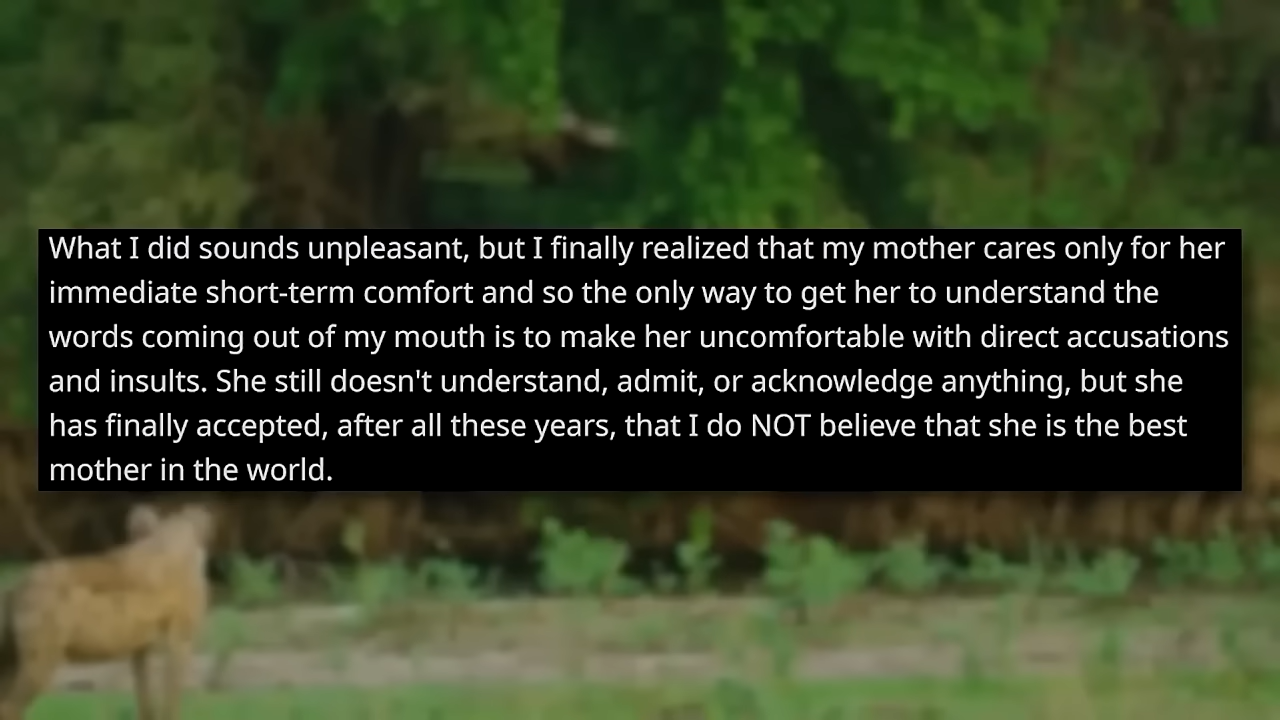 What I did sounds unpleasant, but I finally realized that my mother cares only for her
immediate short-term comfort and so the only way to get her to understand the
words coming out of my mouth is to make her uncomfortable with direct accusations
and insults. She still doesn't understand, admit, or acknowledge anything, but she
has finally accepted, after all these years, that I do NOT believe that she is the best
mother in the world.